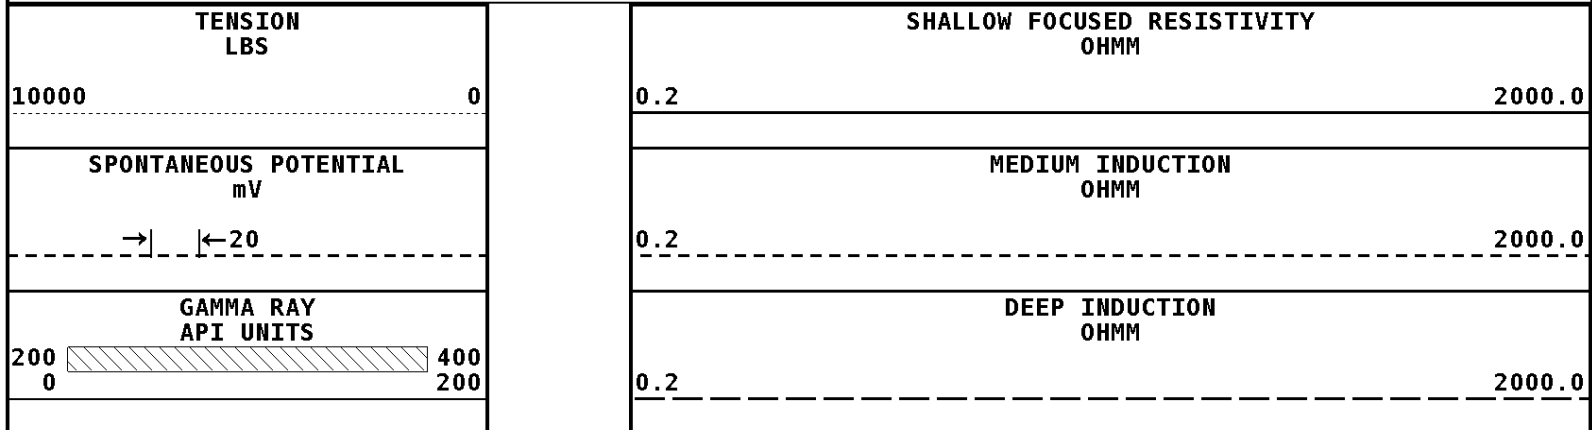 TENSION
LBS
10000 0
SPONTANEOUS POTENTIAL
mV
→| |←20
GAMMA RAY
API UNITS
200 400
0 200
SHALLOW FOCUSED RESISTIVITY
OHMM
0.2 2000.0
MEDIUM INDUCTION
OHMM
0.2 2000.0
DEEP INDUCTION
OHMM
0.2 2000.0